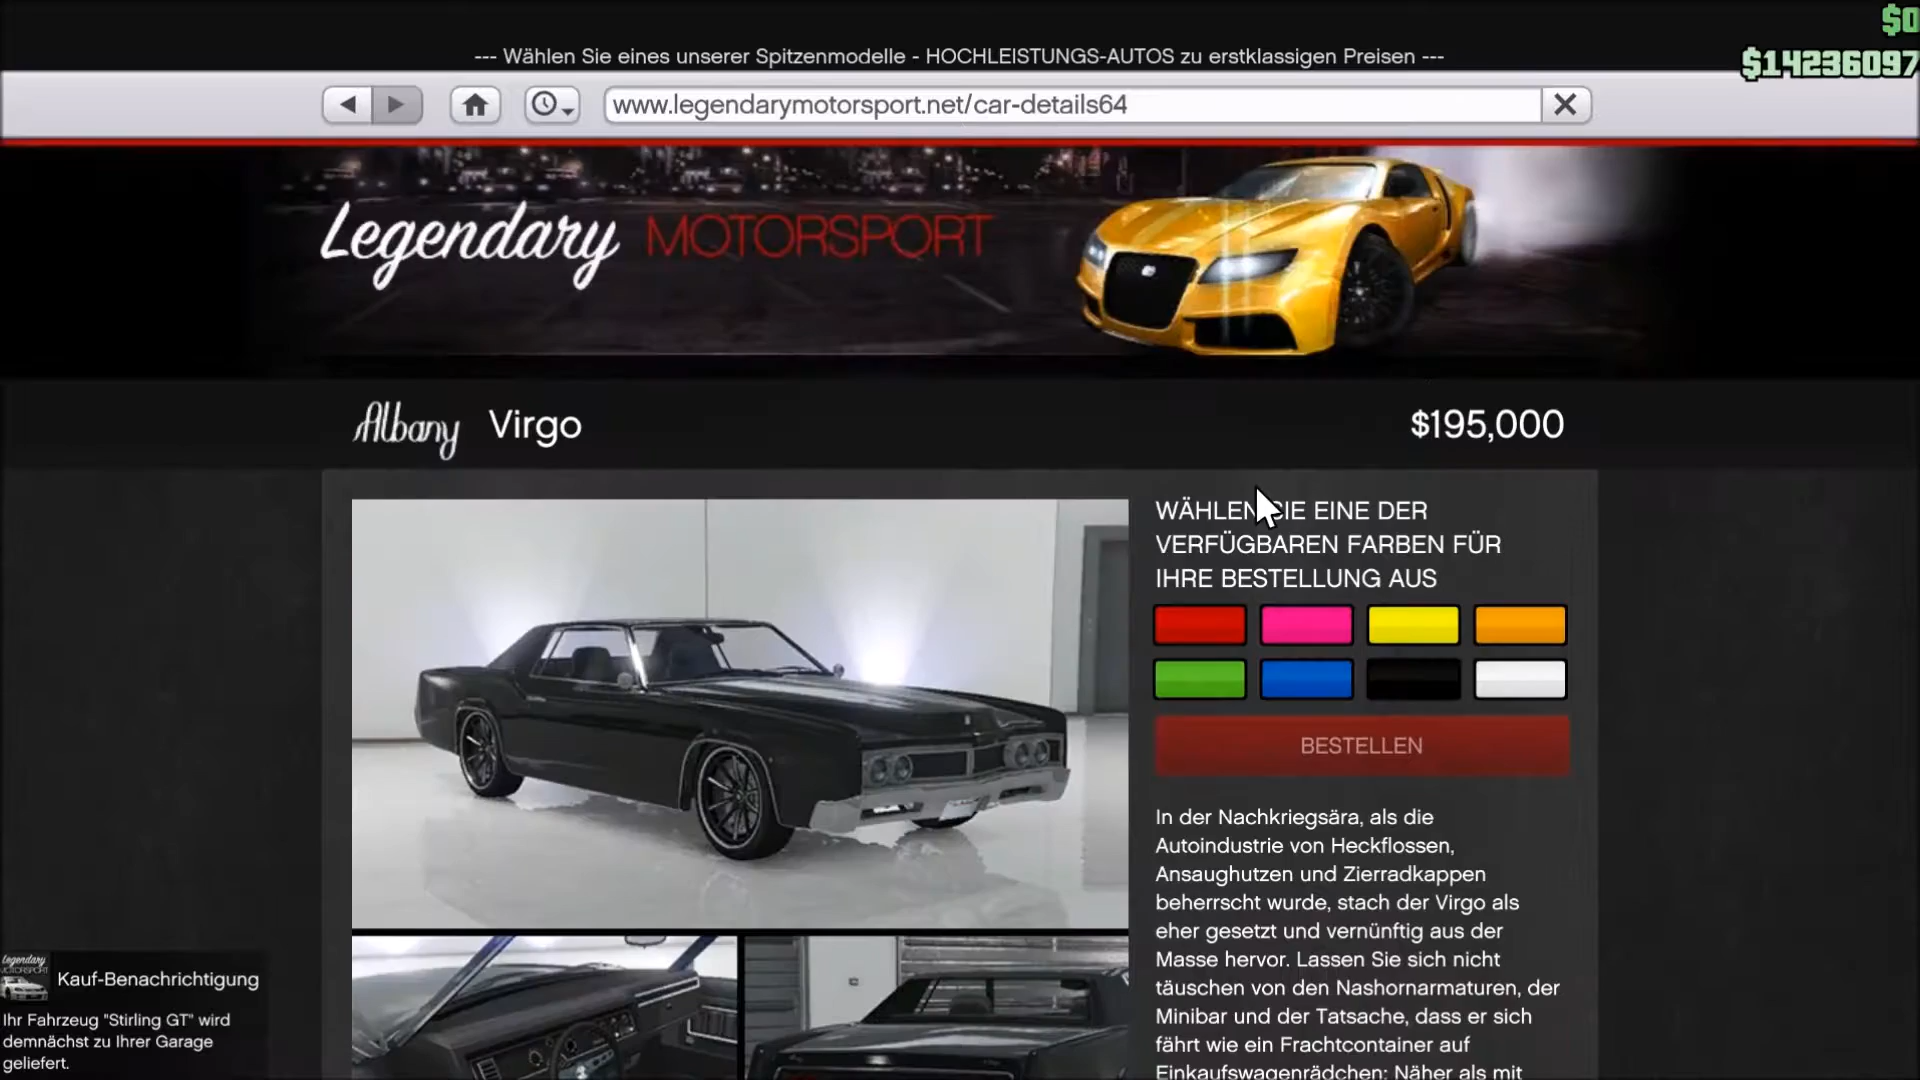 $0
$14236097
--- Wählen Sie eines unserer Spitzenmodelle - HOCHLEISTUNGS-AUTOS zu erstklassigen Preisen ---
www.legendarymotorsport.net/car-details64
Legendary MOTORSPORT
Albany Virgo
$195,000
WÄHLEN SIE EINE DER
VERFÜGBAREN FARBEN FÜR
IHRE BESTELLUNG AUS
BESTELLEN
In der Nachkriegsära, als die
Autoindustrie von Heckflossen,
Ansaughutzen und Zierradkappen
beherrscht wurde, stach der Virgo als
eher gesetzt und vernünftig aus der
Masse hervor. Lassen Sie sich nicht
täuschen von den Nashornarmaturen, der
Minibar und der Tatsache, dass er sich
fährt wie ein Frachtcontainer auf
Einkaufswagenrädchen: Näher als mit
Legendary
MOTORSPORT
Kauf-Benachrichtigung
Ihr Fahrzeug "Stirling GT" wird
demnächst zu Ihrer Garage
geliefert.